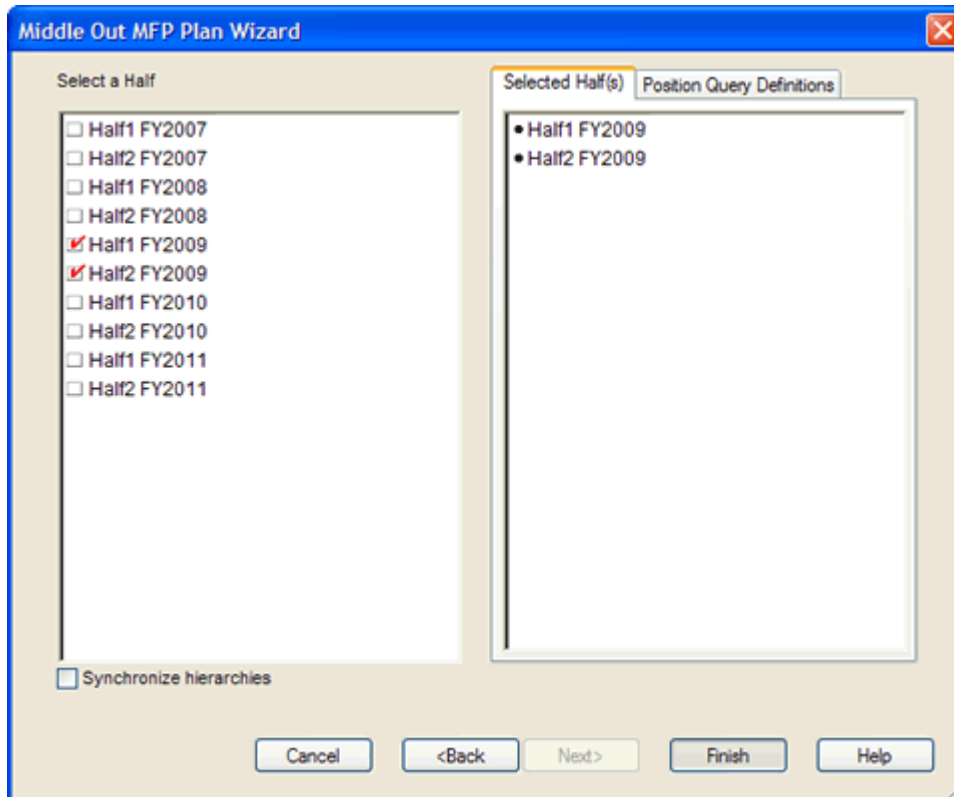 Middle Out MFP Plan Wizard
Select a Half
Half1 FY2007
Half2 FY2007
Half1 FY2008
Half2 FY2008
Half1 FY2009
Half2 FY2009
Half1 FY2010
Half2 FY2010
Half1 FY2011
Half2 FY2011
Synchronize hierarchies
Selected Half(s) Position Query Definitions
• Half1 FY2009
• Half2 FY2009
Cancel <Back Next> Finish Help